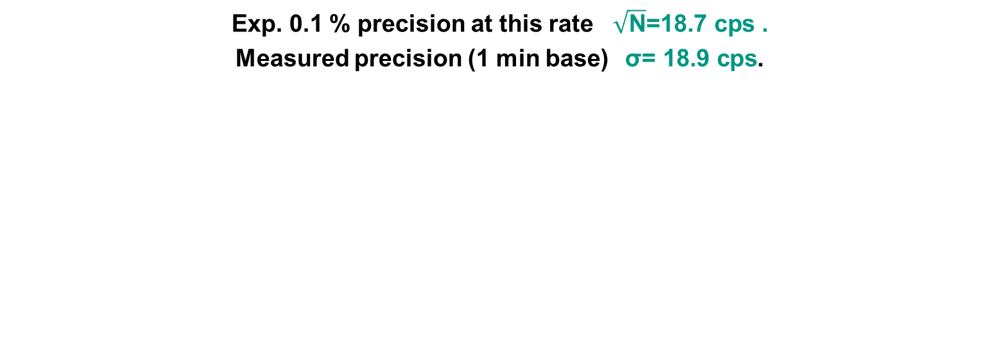 Exp. 0.1 % precision at this rate √N=18.7 cps .
Measured precision (1 min base) σ= 18.9 cps.